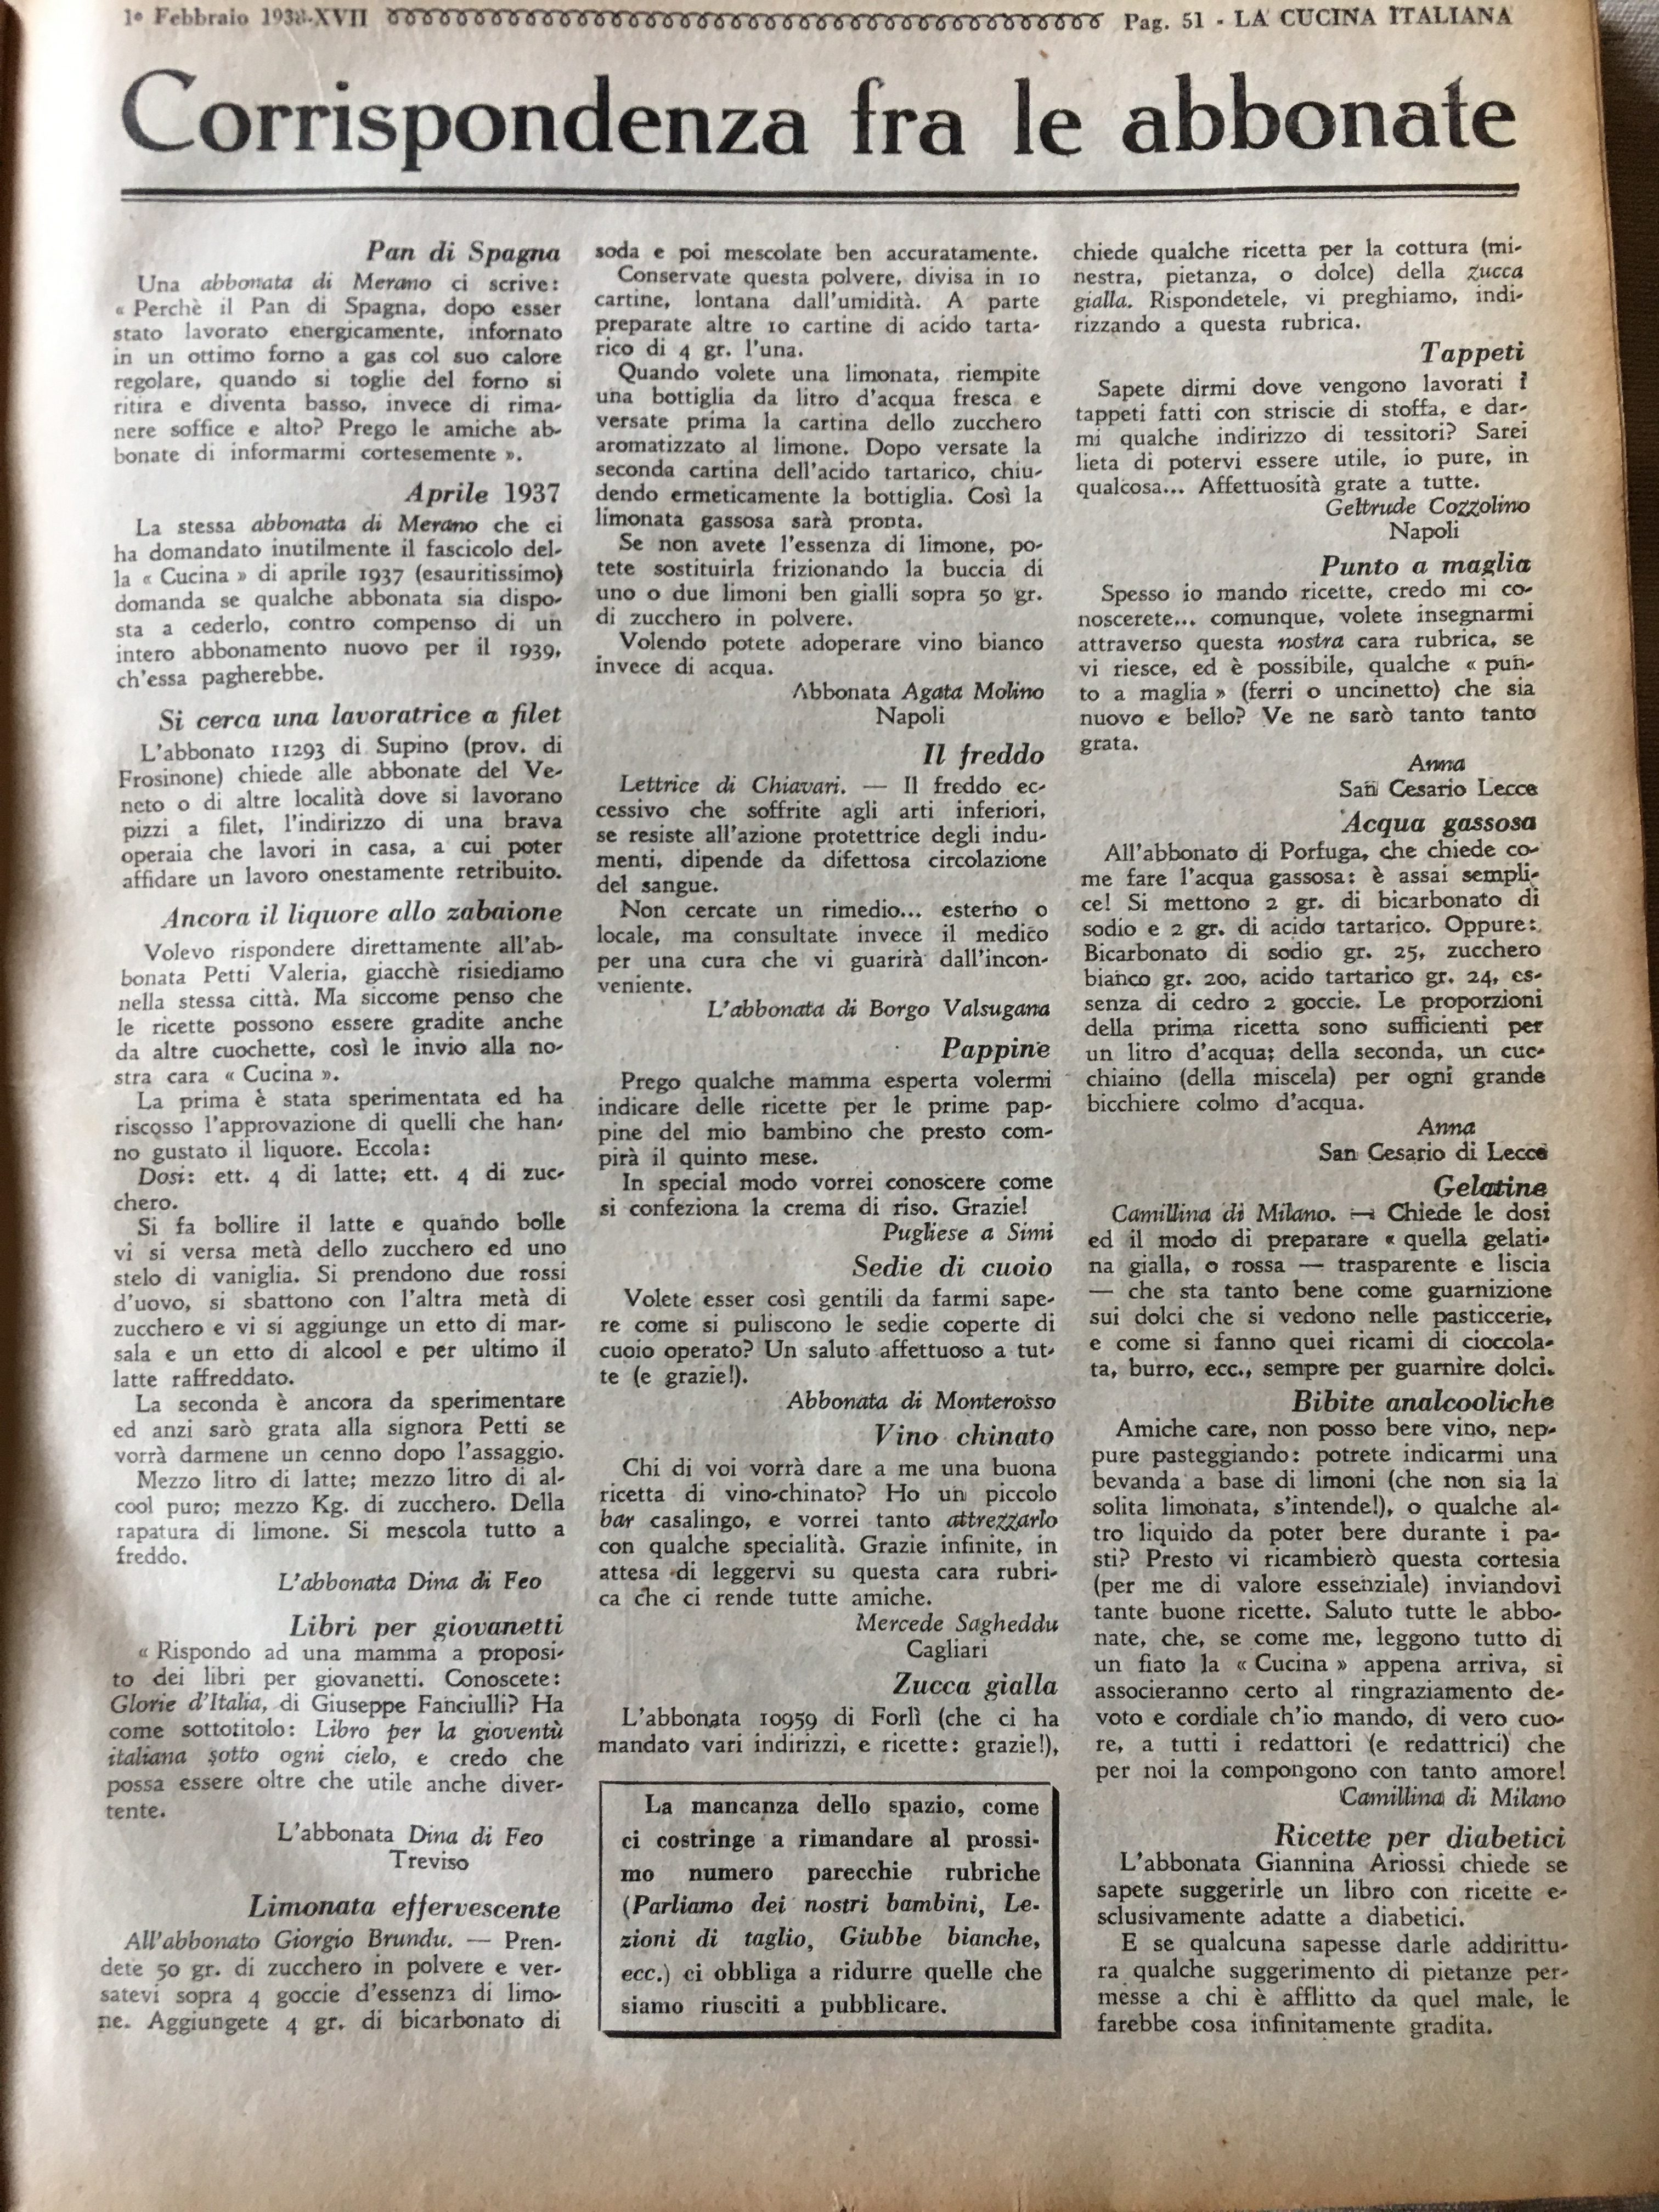 1º Febbraio 1938-XVII
Pag. 51 - LA CUCINA ITALIANA
Corrispondenza fra le abbonate
Pan di Spagna
Una abbonata di Merano ci scrive:
« Perchè il Pan di Spagna, dopo esser
stato lavorato energicamente, infornato
in un ottimo forno a gas col suo calore
regolare, quando si toglie del forno si
ritira e diventa basso, invece di rima-
nere soffice e alto? Prego le amiche ab-
bonate di informarmi cortesemente ».
Aprile 1937
La stessa abbonata di Merano che ci
ha domandato inutilmente il fascicolo del-
la « Cucina » di aprile 1937 (esauritissimo)
domanda se qualche abbonata sia dispo-
sta a cederlo, contro compenso di un
intero abbonamento nuovo per il 1939,
ch'essa pagherebbe.
Si cerca una lavoratrice a filet
L'abbonato 11293 di Supino (prov. di
Frosinone) chiede alle abbonate del Ve-
neto o di altre località dove si lavorano
pizzi a filet, l'indirizzo di una brava
operaia che lavori in casa, a cui poter
affidare un lavoro onestamente retribuito.
Ancora il liquore allo zabaione
Volevo rispondere direttamente all'ab-
bonata Petti Valeria, giacchè risiediamo
nella stessa città. Ma siccome penso che
le ricette possono essere gradite anche
da altre cuochette, così le invio alla no-
stra cara « Cucina ».
La prima è stata sperimentata ed ha
riscosso l'approvazione di quelli che han-
no gustato il liquore. Eccola:
Dosi: ett. 4 di latte; ett. 4 di zuc-
chero.
Si fa bollire il latte e quando bolle
vi si versa metà dello zucchero ed uno
stelo di vaniglia. Si prendono due rossi
d'uovo, si sbattono con l'altra metà di
zucchero e vi si aggiunge un etto di mar-
sala e un etto di alcool e per ultimo il
latte raffreddato.
La seconda è ancora da sperimentare
ed anzi sarò grata alla signora Petti se
vorrà darmene un cenno dopo l'assaggio.
Mezzo litro di latte; mezzo litro di al-
cool puro; mezzo Kg. di zucchero. Della
rapatura di limone. Si mescola tutto a
freddo.
L'abbonata Dina di Feo
Libri per giovanetti
« Rispondo ad una mamma a proposi-
to dei libri per giovanetti. Conoscete:
Glorie d'Italia, di Giuseppe Fanciulli? Ha
come sottotitolo: Libro per la gioventù
italiana sotto ogni cielo, e credo che
possa essere oltre che utile anche diver-
tente.
L'abbonata Dina di Feo
Treviso
Limonata effervescente
All'abbonato Giorgio Brundu. — Pren-
dete 50 gr. di zucchero in polvere e ver-
satevi sopra 4 goccie d'essenza di limo-
ne. Aggiungete 4 gr. di bicarbonato di
soda e poi mescolate ben accuratamente.
Conservate questa polvere, divisa in 10
cartine, lontana dall'umidità. A parte
preparate altre 10 cartine di acido tarta-
rico di 4 gr. l'una.
Quando volete una limonata, riempite
una bottiglia da litro d'acqua fresca e
versate prima la cartina dello zucchero
aromatizzato al limone. Dopo versate la
seconda cartina dell'acido tartarico, chiu-
dendo ermeticamente la bottiglia. Così la
limonata gassosa sarà pronta.
Se non avete l'essenza di limone, po-
tete sostituirla frizionando la buccia di
uno o due limoni ben gialli sopra 50 gr.
di zucchero in polvere.
Volendo potete adoperare vino bianco
invece di acqua.
Abbonata Agata Molino
Napoli
Il freddo
Lettrice di Chiavari. — Il freddo ec-
cessivo che soffrite agli arti inferiori,
se resiste all'azione protettrice degli indu-
menti, dipende da difettosa circolazione
del sangue.
Non cercate un rimedio... esterno o
locale, ma consultate invece il medico
per una cura che vi guarirà dall'incon-
veniente.
L'abbonata di Borgo Valsugana
Pappine
Prego qualche mamma esperta volermi
indicare delle ricette per le prime pap-
pine del mio bambino che presto com-
pirà il quinto mese.
In special modo vorrei conoscere come
si confeziona la crema di riso. Grazie!
Pugliese a Simi
Sedie di cuoio
Volete esser così gentili da farmi sape-
re come si puliscono le sedie coperte di
cuoio operato? Un saluto affettuoso a tut-
te (e grazie!).
Abbonata di Monterosso
Vino chinato
Chi di voi vorrà dare a me una buona
ricetta di vino-chinato? Ho un piccolo
bar casalingo, e vorrei tanto attrezzarlo
con qualche specialità. Grazie infinite, in
attesa di leggervi su questa cara rubri-
ca che ci rende tutte amiche.
Mercede Sagheddu
Cagliari
Zucca gialla
L'abbonata 10959 di Forlì (che ci ha
mandato vari indirizzi, e ricette: grazie!),
La mancanza dello spazio, come
ci costringe a rimandare al prossi-
mo numero parecchie rubriche
(Parliamo dei nostri bambini, Le-
zioni di taglio, Giubbe bianche,
ecc.) ci obbliga a ridurre quelle che
siamo riusciti a pubblicare.
chiede qualche ricetta per la cottura (mi-
nestra, pietanza, o dolce) della zucca
gialla. Rispondetele, vi preghiamo, indi-
rizzando a questa rubrica.
Tappeti
Sapete dirmi dove vengono lavorati i
tappeti fatti con striscie di stoffa, e dar-
mi qualche indirizzo di tessitori? Sarei
lieta di potervi essere utile, io pure, in
qualcosa... Affettuosità grate a tutte.
Geltrude Cozzolino
Napoli
Punto a maglia
Spesso io mando ricette, credo mi co-
noscerete... comunque, volete insegnarmi
attraverso questa nostra cara rubrica, se
vi riesce, ed è possibile, qualche « pun-
to a maglia » (ferri o uncinetto) che sia
nuovo e bello? Ve ne sarò tanto tanto
grata.
Anna
San Cesario Lecce
Acqua gassosa
All'abbonato di Porfuga, che chiede co-
me fare l'acqua gassosa: è assai sempli-
ce! Si mettono 2 gr. di bicarbonato di
sodio e 2 gr. di acido tartarico. Oppure:
Bicarbonato di sodio gr. 25, zucchero
bianco gr. 200, acido tartarico gr. 24, es-
senza di cedro 2 goccie. Le proporzioni
della prima ricetta sono sufficienti per
un litro d'acqua; della seconda, un cuc-
chiaino (della miscela) per ogni grande
bicchiere colmo d'acqua.
Anna
San Cesario di Lecce
Gelatine
Camillina di Milano. — Chiede le dosi
ed il modo di preparare « quella gelati-
na gialla, o rossa — trasparente e liscia
— che sta tanto bene come guarnizione
sui dolci che si vedono nelle pasticcerie,
e come si fanno quei ricami di cioccola-
ta, burro, ecc., sempre per guarnire dolci.
Bibite analcooliche
Amiche care, non posso bere vino, nep-
pure pasteggiando: potrete indicarmi una
bevanda a base di limoni (che non sia la
solita limonata, s'intende!), o qualche al-
tro liquido da poter bere durante i pa-
sti? Presto vi ricambierò questa cortesia
(per me di valore essenziale) inviandovi
tante buone ricette. Saluto tutte le abbo-
nate, che, se come me, leggono tutto di
un fiato la « Cucina » appena arriva, si
associeranno certo al ringraziamento de-
voto e cordiale ch'io mando, di vero cuo-
re, a tutti i redattori (e redattrici) che
per noi la compongono con tanto amore!
Camillina di Milano
Ricette per diabetici
L'abbonata Giannina Ariossi chiede se
sapete suggerirle un libro con ricette e-
sclusivamente adatte a diabetici.
E se qualcuna sapesse darle addirittu-
ra qualche suggerimento di pietanze per-
messe a chi è afflitto da quel male, le
farebbe cosa infinitamente gradita.